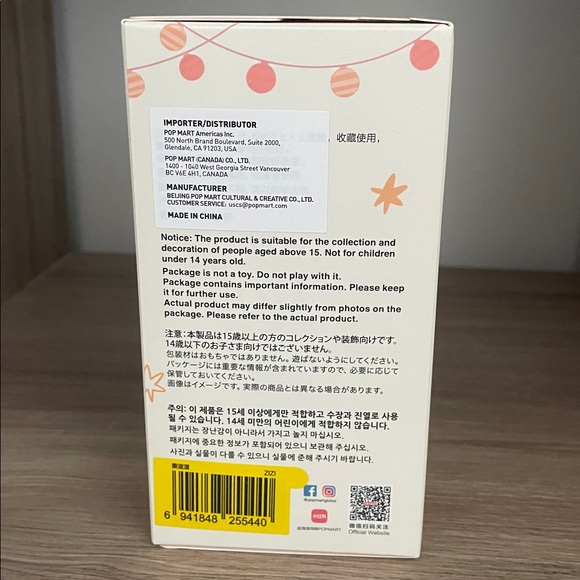 IMPORTER/DISTRIBUTOR
POP MART Americas Inc.
500 North Brand Boulevard, Suite 2000,
Glendale, CA 91203, USA
收藏使用，
POP MART (CANADA) CO., LTD.
1400 - 1040 West Georgia Street Vancouver
BC V6E 4H1, CANADA
MANUFACTURER
BEIJING POP MART CULTURAL & CREATIVE CO., LTD.
CUSTOMER SERVICE: uscs@popmart.com
MADE IN CHINA
Notice: The product is suitable for the collection and
decoration of people aged above 15. Not for children
under 14 years old.
Package is not a toy. Do not play with it.
Package contains important information. Please keep
it for further use.
Actual product may differ slightly from photos on the
package. Please refer to the actual product.
注意：本製品は15歳以上の方のコレクションや装飾向けです。
14歳以下のお子さま向けではございません。
包装材はおもちゃではありません。遊ばないようにしてください。
パッケージには重要な情報が含まれていますので、必要に応じて
保管しておいてください。
画像はイメージです。実際の商品とは異なる場合があります。
주의: 이 제품은 15세 이상에게만 적합하고 수장과 진열로 사용
될 수 있습니다. 14세 미만의 어린이에게 적합하지 않습니다.
패키지는 장난감이 아니라서 가지고 놀지 마십시오.
패키지에 중요한 정보가 포함되어 있으니 보관해 주십시오.
사진과 실물이 다를 수 있으니 실물에 준해 주시기 바랍니다.
ZIZI
6 941848 255440
@popmartglobal
小红书
POPMART
微信扫码关注
Official Website